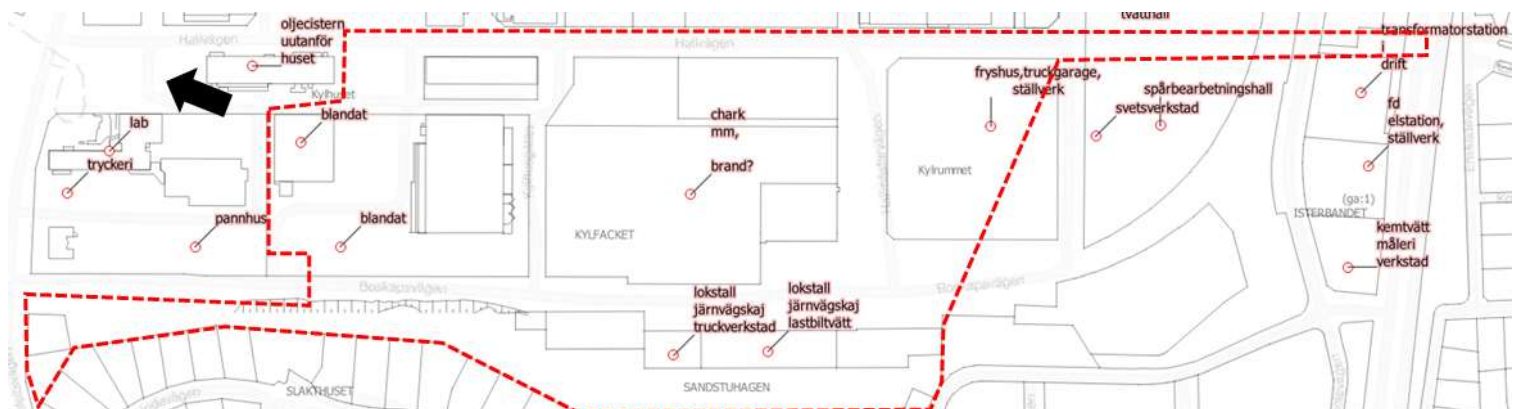 tvätthall
oljecistern
uutanför
huset
Hallvägen
Hallvägen
transformatorstation
i
drift
Kylhuset
fryshus,truckgarage,
ställverk
spårbearbetningshall
svetsverkstad
fd
elstation,
ställverk
chark
mm,
brand?
lab
blandat
tryckeri
Kylrummet
(ga:1)
ISTERBANDET
pannhus
blandat
KYLFACKET
kemtvätt
måleri
verkstad
Boskapsvägen
Boskapsvägen
lokstall
järnvägskaj
truckverkstad
lokstall
järnvägskaj
lastbiltvätt
SLAKTHUSET
SANDSTUHAGEN